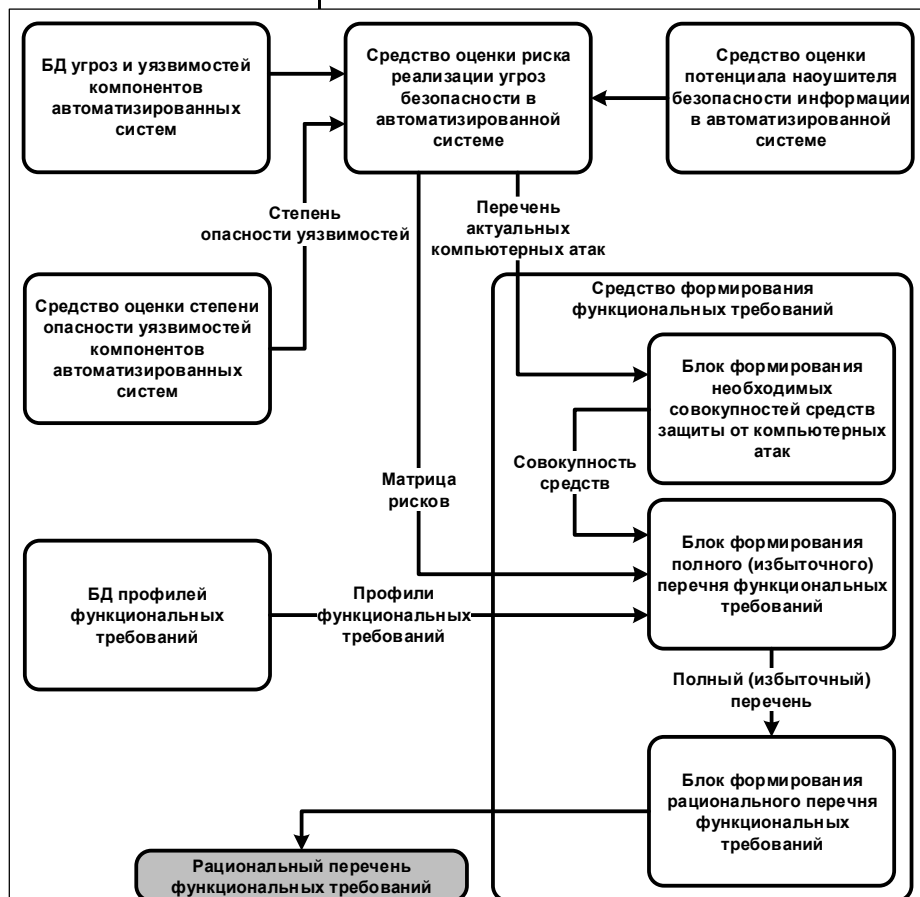 БД угроз и уязвимостей
компонентов
автоматизированных
систем
Средство оценки риска
реализации угроз
безопасности в
автоматизированной
системе
Средство оценки
потенциала наоушителя
безопасности информации
в автоматизированной
системе
Степень
опасности уязвимостей
Перечень
актуальных
компьютерных атак
Средство оценки степени
опасности уязвимостей
компонентов
автоматизированных
систем
Средство формирования
функциональных требований
Блок формирования
необходимых
совокупностей средств
защиты от компьютерных
атак
Совокупность
средств
Матрица
рисков
Блок формирования
полного (избыточного)
перечня функциональных
требований
БД профилей
функциональных
требований
Профили
функциональных
требований
Полный (избыточный)
перечень
Блок формирования
рационального перечня
функциональных
требований
Рациональный перечень
функциональных требований